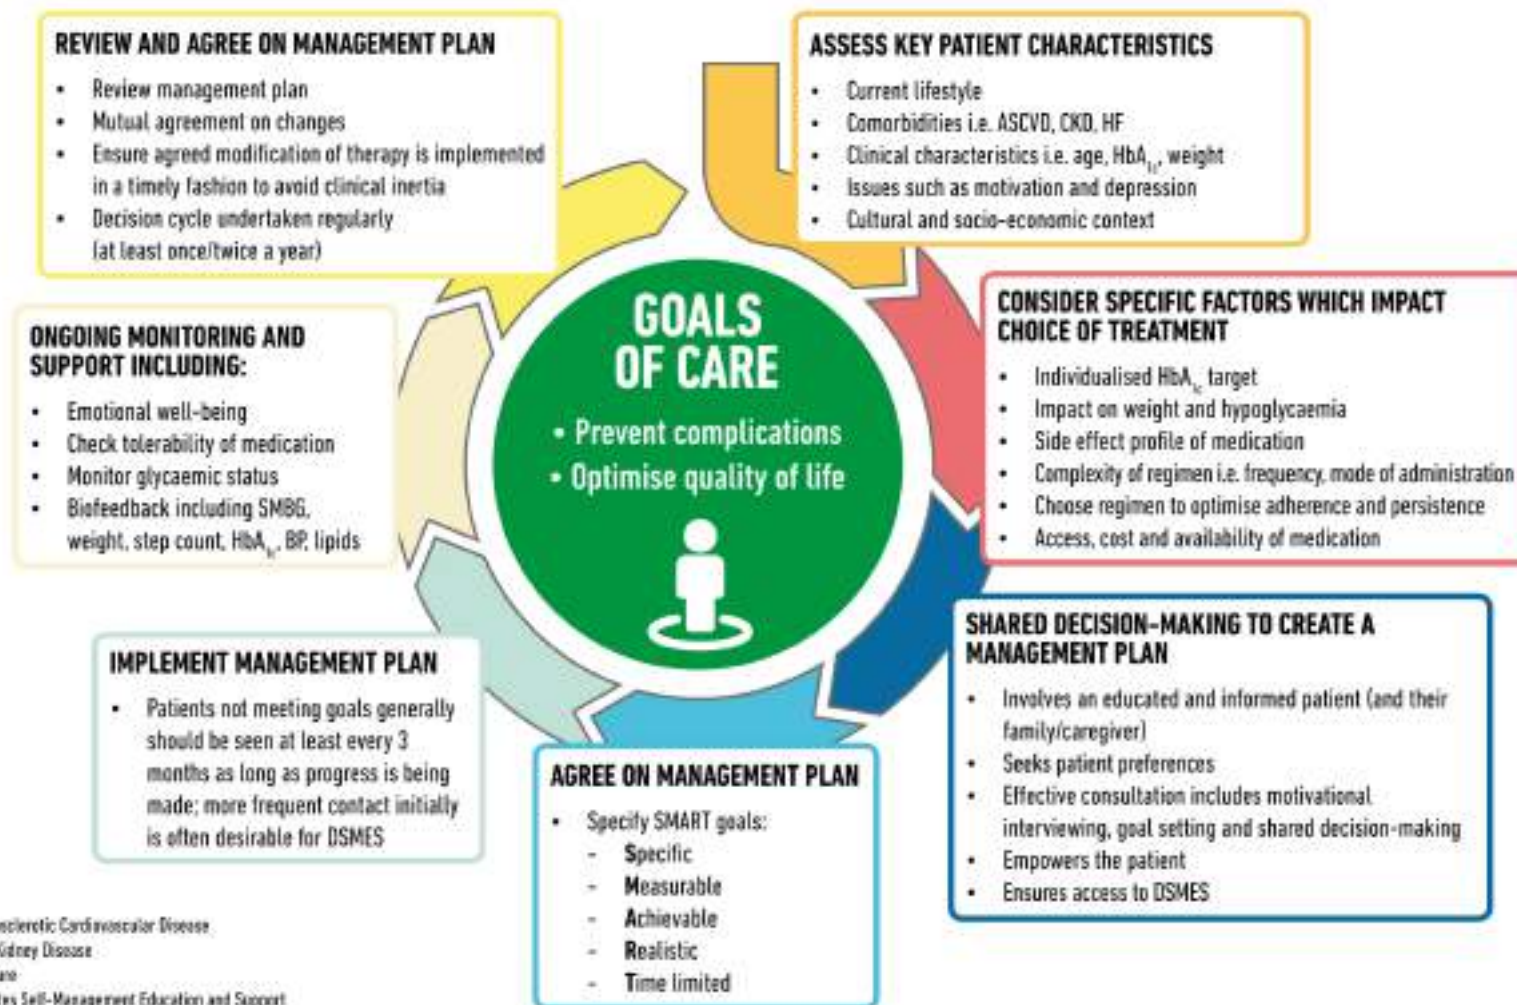 REVIEW AND AGREE ON MANAGEMENT PLAN
• Review management plan
• Mutual agreement on changes
• Ensure agreed modification of therapy is implemented
in a timely fashion to avoid clinical inertia
• Decision cycle undertaken regularly
(at least once/twice a year)
ASSESS KEY PATIENT CHARACTERISTICS
• Current lifestyle
• Comorbidities i.e. ASCVD, CKD, HF
• Clinical characteristics i.e. age, HbA1c, weight
• Issues such as motivation and depression
• Cultural and socio-economic context
CONSIDER SPECIFIC FACTORS WHICH IMPACT
CHOICE OF TREATMENT
• Individualised HbA1c target
• Impact on weight and hypoglycaemia
• Side effect profile of medication
• Complexity of regimen i.e. frequency, mode of administration
• Choose regimen to optimise adherence and persistence
• Access, cost and availability of medication
SHARED DECISION-MAKING TO CREATE A
MANAGEMENT PLAN
• Involves an educated and informed patient (and their
family/caregiver)
• Seeks patient preferences
• Effective consultation includes motivational
interviewing, goal setting and shared decision-making
• Empowers the patient
• Ensures access to DSMES
AGREE ON MANAGEMENT PLAN
• Specify SMART goals:
- Specific
- Measurable
- Achievable
- Realistic
- Time limited
IMPLEMENT MANAGEMENT PLAN
• Patients not meeting goals generally
should be seen at least every 3
months as long as progress is being
made; more frequent contact initially
is often desirable for DSMES
ONGOING MONITORING AND
SUPPORT INCLUDING:
• Emotional well-being
• Check tolerability of medication
• Monitor glycaemic status
• Biofeedback including SMBG,
weight, step count, HbA1c, BP, lipids
GOALS
OF CARE
• Prevent complications
• Optimise quality of life
sclerotic Cardiovascular Disease
Kidney Disease
Self-Management Education and Support